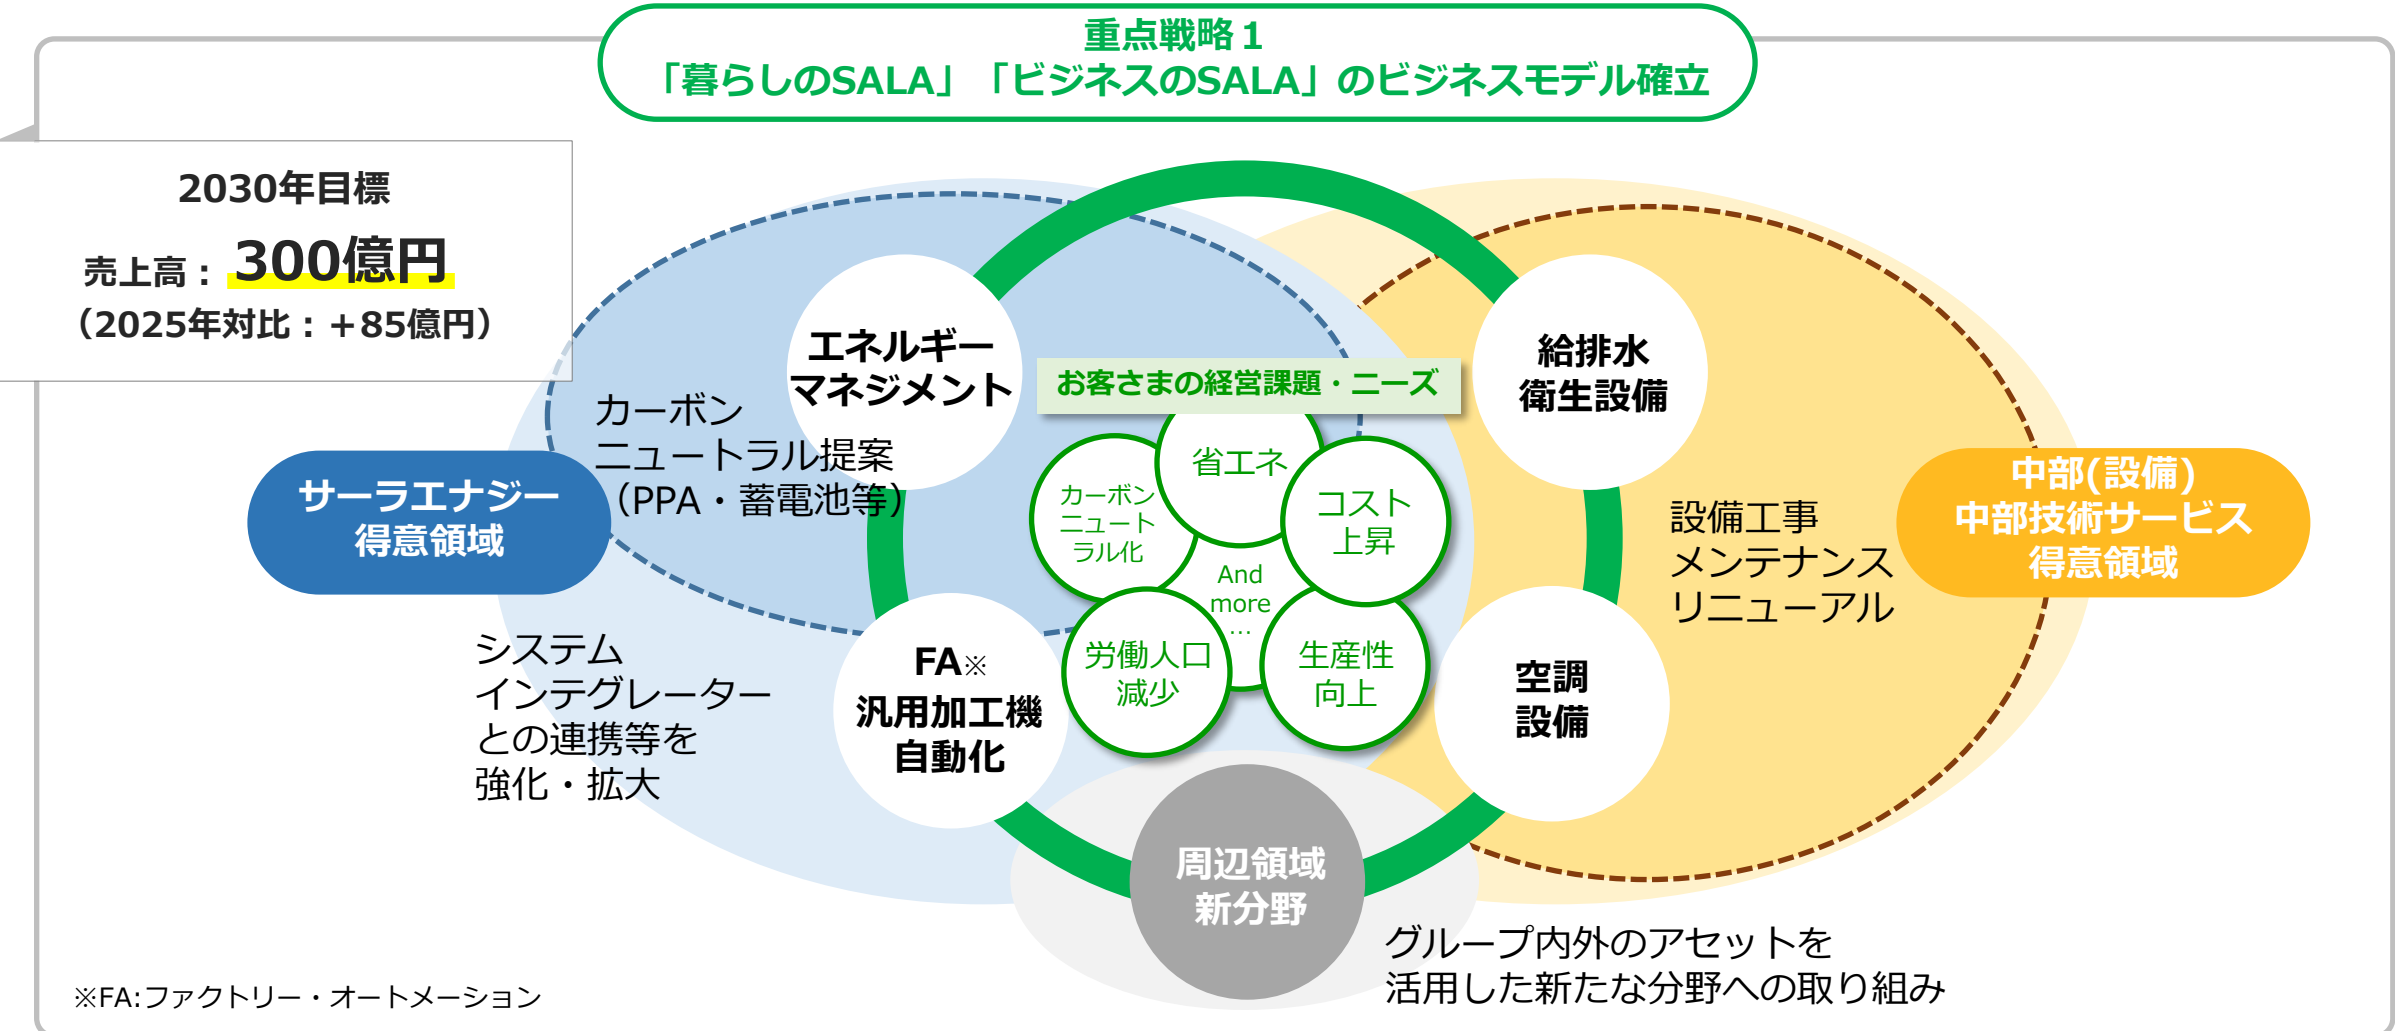 重点戦略１
「暮らしのSALA」「ビジネスのSALA」のビジネスモデル確立
2030年目標
売上高： 300億円
（2025年対比：＋85億円）
エネルギー
マネジメント
カーボン
ニュートラル提案
（PPA・蓄電池等）
サーラエナジー
得意領域
システム
インテグレーター
との連携等を
強化・拡大
FA※
汎用加工機
自動化
お客さまの経営課題・ニーズ
省エネ
カーボン
ニュート
ラル化
コスト
上昇
And
more
…
労働人口
減少
生産性
向上
給排水
衛生設備
設備工事
メンテナンス
リニューアル
中部(設備)
中部技術サービス
得意領域
空調
設備
周辺領域
新分野
グループ内外のアセットを
活用した新たな分野への取り組み
※FA:ファクトリー・オートメーション